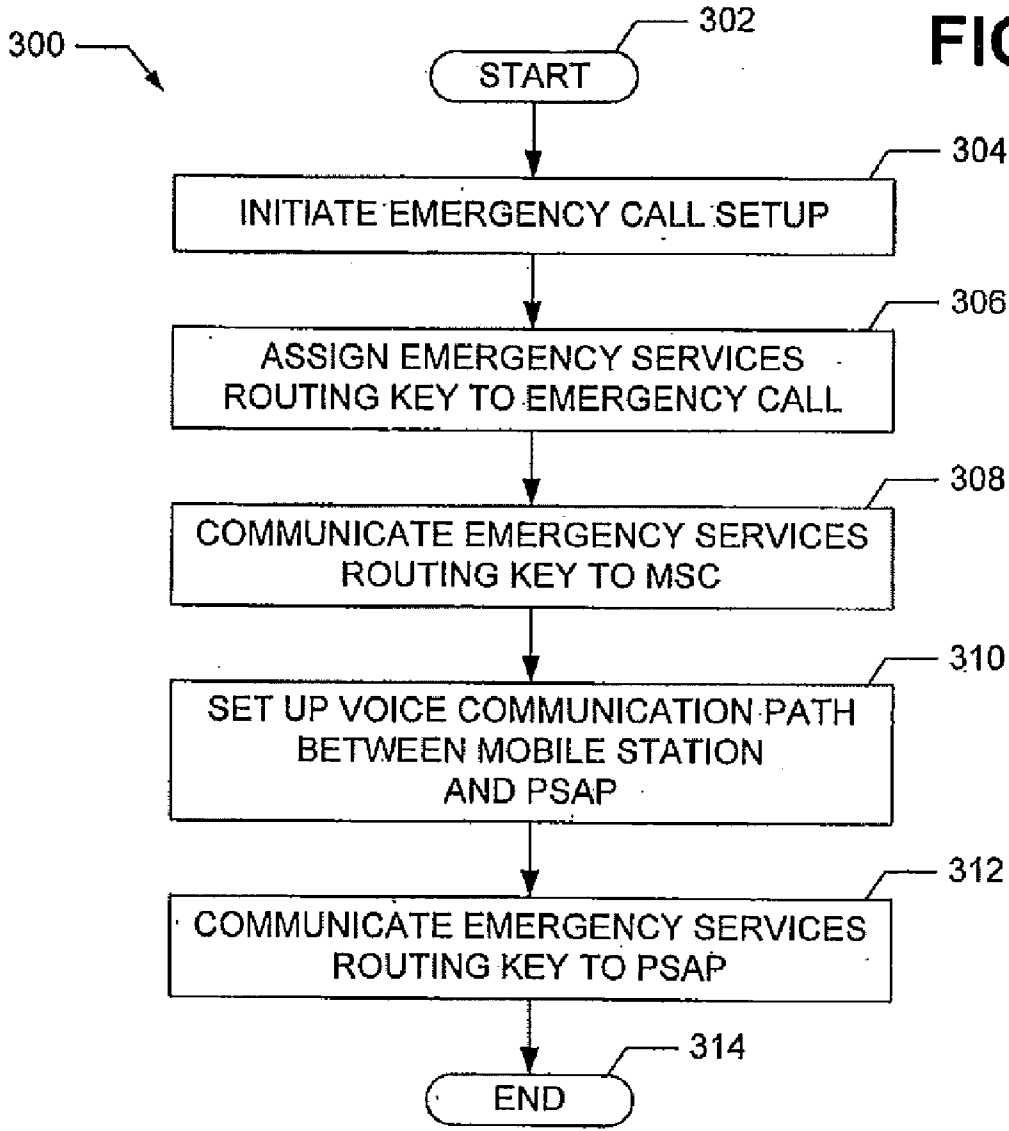 300
302
FIG
START
304
INITIATE EMERGENCY CALL SETUP
306
ASSIGN EMERGENCY SERVICES
ROUTING KEY TO EMERGENCY CALL
308
COMMUNICATE EMERGENCY SERVICES
ROUTING KEY TO MSC
310
SET UP VOICE COMMUNICATION PATH
BETWEEN MOBILE STATION
AND PSAP
312
COMMUNICATE EMERGENCY SERVICES
ROUTING KEY TO PSAP
314
END